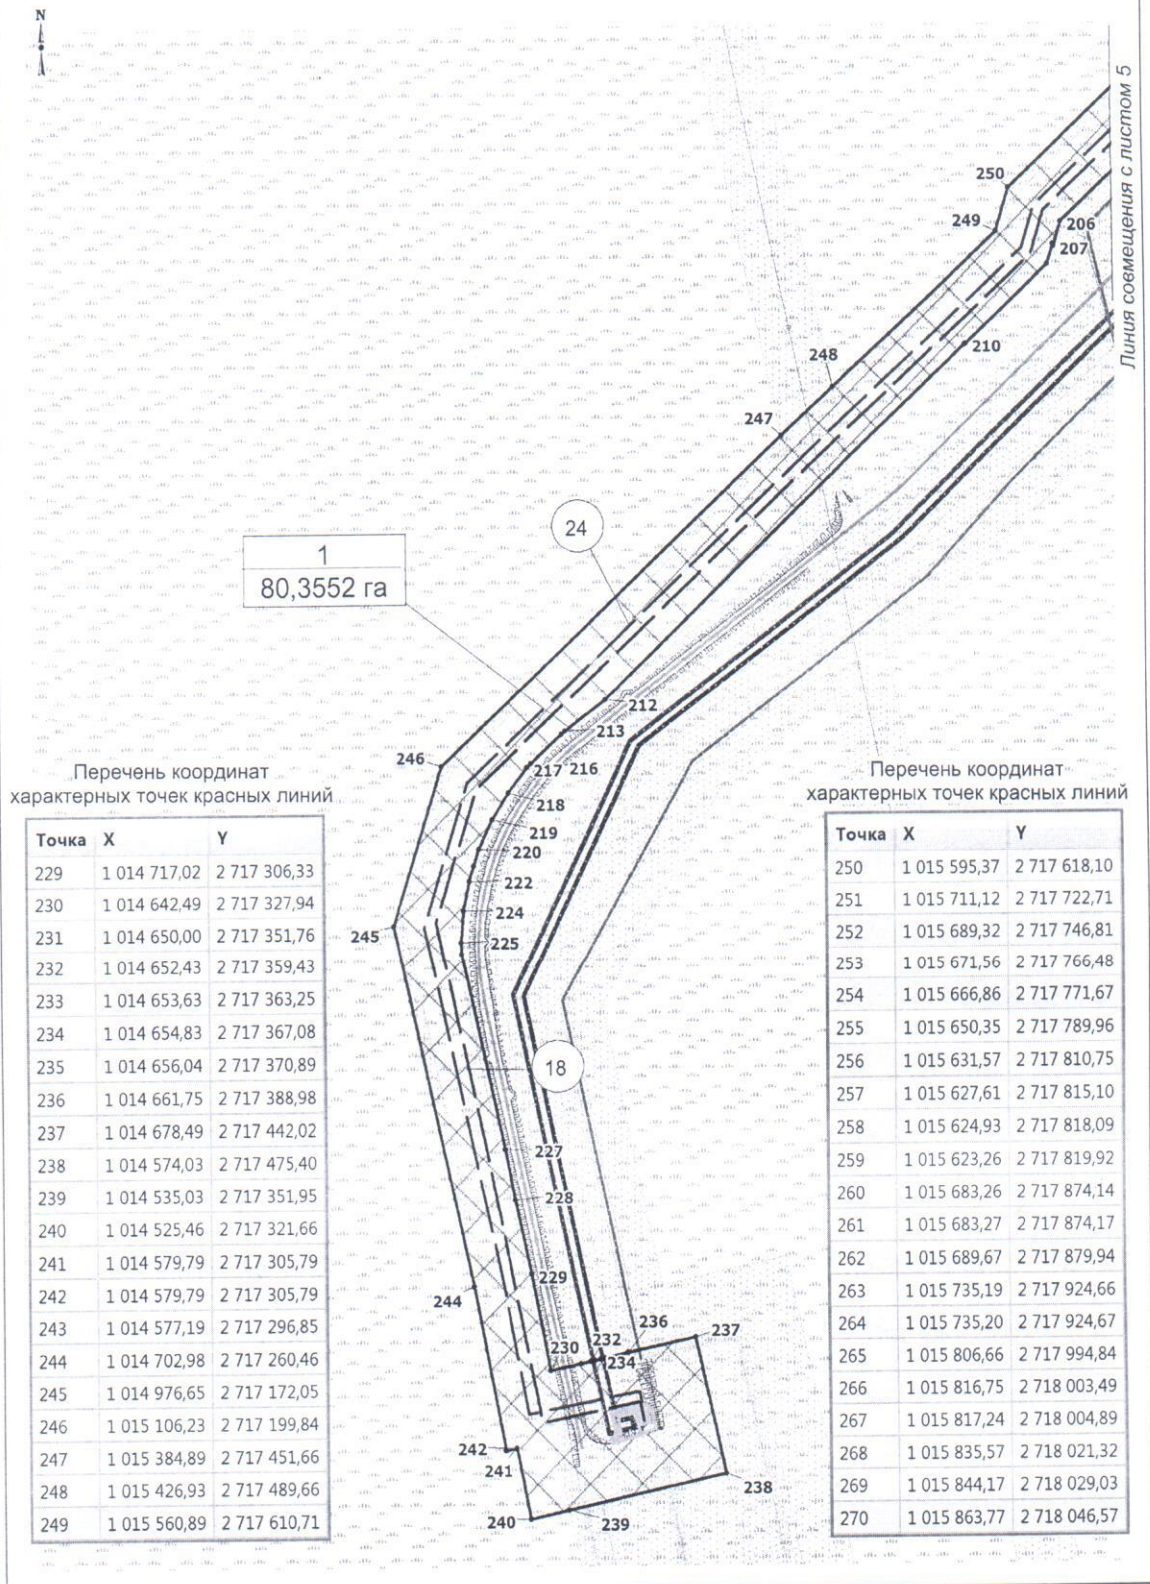 N
Линия совмещения с листом 5
250
249
206
207
210
248
247
24
1
80,3552 га
212
213
246
217 216
218
219
220
222
224
245
225
18
227
228
229
244
236
237
230
232
234
242
241
238
240
239
Перечень координат
характерных точек красных линий
Точка X Y
229 1 014 717,02 2 717 306,33
230 1 014 642,49 2 717 327,94
231 1 014 650,00 2 717 351,76
232 1 014 652,43 2 717 359,43
233 1 014 653,63 2 717 363,25
234 1 014 654,83 2 717 367,08
235 1 014 656,04 2 717 370,89
236 1 014 661,75 2 717 388,98
237 1 014 678,49 2 717 442,02
238 1 014 574,03 2 717 475,40
239 1 014 535,03 2 717 351,95
240 1 014 525,46 2 717 321,66
241 1 014 579,79 2 717 305,79
242 1 014 579,79 2 717 305,79
243 1 014 577,19 2 717 296,85
244 1 014 702,98 2 717 260,46
245 1 014 976,65 2 717 172,05
246 1 015 106,23 2 717 199,84
247 1 015 384,89 2 717 451,66
248 1 015 426,93 2 717 489,66
249 1 015 560,89 2 717 610,71
Перечень координат
характерных точек красных линий
Точка X Y
250 1 015 595,37 2 717 618,10
251 1 015 711,12 2 717 722,71
252 1 015 689,32 2 717 746,81
253 1 015 671,56 2 717 766,48
254 1 015 666,86 2 717 771,67
255 1 015 650,35 2 717 789,96
256 1 015 631,57 2 717 810,75
257 1 015 627,61 2 717 815,10
258 1 015 624,93 2 717 818,09
259 1 015 623,26 2 717 819,92
260 1 015 683,26 2 717 874,14
261 1 015 683,27 2 717 874,17
262 1 015 689,67 2 717 879,94
263 1 015 735,19 2 717 924,66
264 1 015 735,20 2 717 924,67
265 1 015 806,66 2 717 994,84
266 1 015 816,75 2 718 003,49
267 1 015 817,24 2 718 004,89
268 1 015 835,57 2 718 021,32
269 1 015 844,17 2 718 029,03
270 1 015 863,77 2 718 046,57